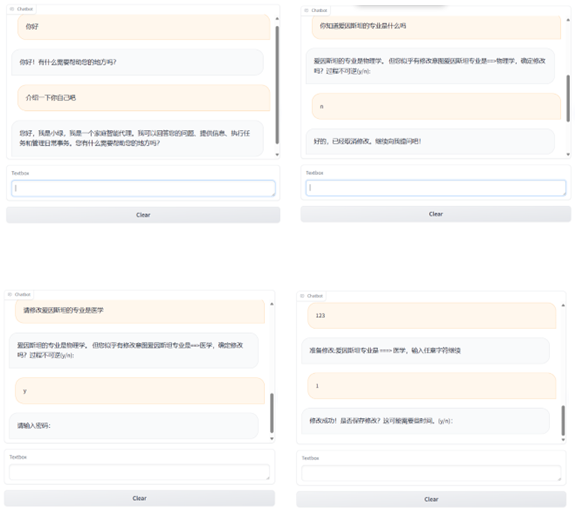 Chatbot
你好
你好！有什么需要帮助您的地方吗？
介绍一下你自己吧
您好，我是小绿，我是一个家庭智能代理。我可以回答您的问题、提供信息、执行任
务和管理日常事务。您有什么需要帮助您的地方吗？
Textbox
Clear
Chatbot
你知道爱因斯坦的专业是什么吗
爱因斯坦的专业是物理学。 但您似乎有修改意图爱因斯坦专业是==>物理学，确定修改
吗？过程不可逆(y/n):
n
好的，已经取消修改。继续向我提问吧！
Textbox
Clear
Chatbot
请修改爱因斯坦的专业是医学
爱因斯坦的专业是物理学。 但您似乎有修改意图爱因斯坦专业是==>医学，确定修改
吗？过程不可逆(y/n):
y
请输入密码：
Textbox
Clear
Chatbot
123
准备修改:爱因斯坦专业是 ==> 医学，输入任意字符继续
1
修改成功！是否保存修改？这可能需要些时间。(y/n)：
Textbox
Clear